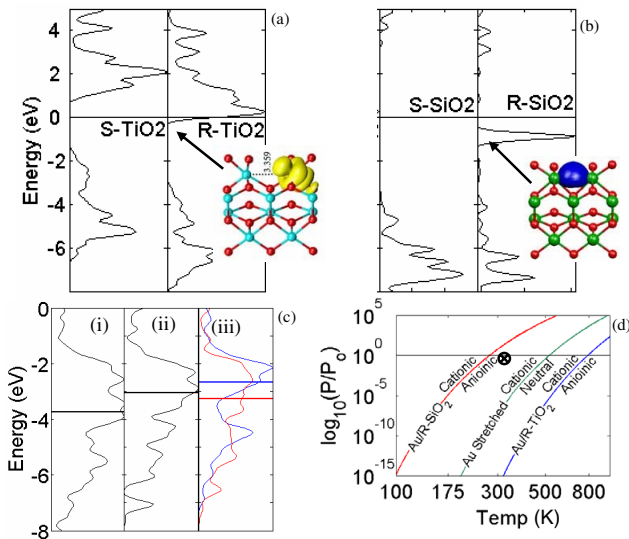 (a)
4
2
0
-2
-4
-6
Energy (eV)
S-TiO2
R-TiO2
3.359
(b)
S-SiO2
R-SiO2
(c)
(i)
(ii)
(iii)
0
-2
-4
-6
-8
Energy (eV)
(d)
10^5
10^0
10^-5
10^-10
10^-15
log10(P/Po)
Cationic
Anioinic
Au/R-SiO2
Cationic
Neutral
Au Stretched
Cationic
Anioinic
Au/R-TiO2
100
175
300
500
800
Temp (K)